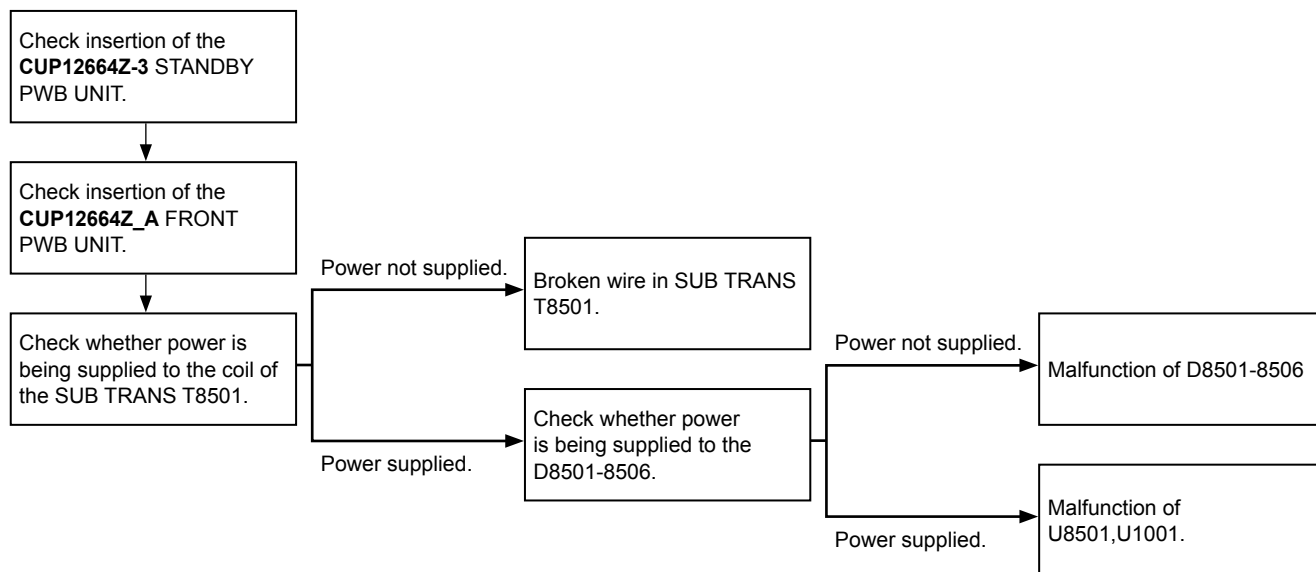 Check insertion of the
CUP12664Z-3 STANDBY
PWB UNIT.
Check insertion of the
CUP12664Z_A FRONT
PWB UNIT.
Check whether power is
being supplied to the coil of
the SUB TRANS T8501.
Power not supplied.
Broken wire in SUB TRANS
T8501.
Power supplied.
Check whether power
is being supplied to the
D8501-8506.
Power not supplied.
Malfunction of D8501-8506
Power supplied.
Malfunction of
U8501,U1001.